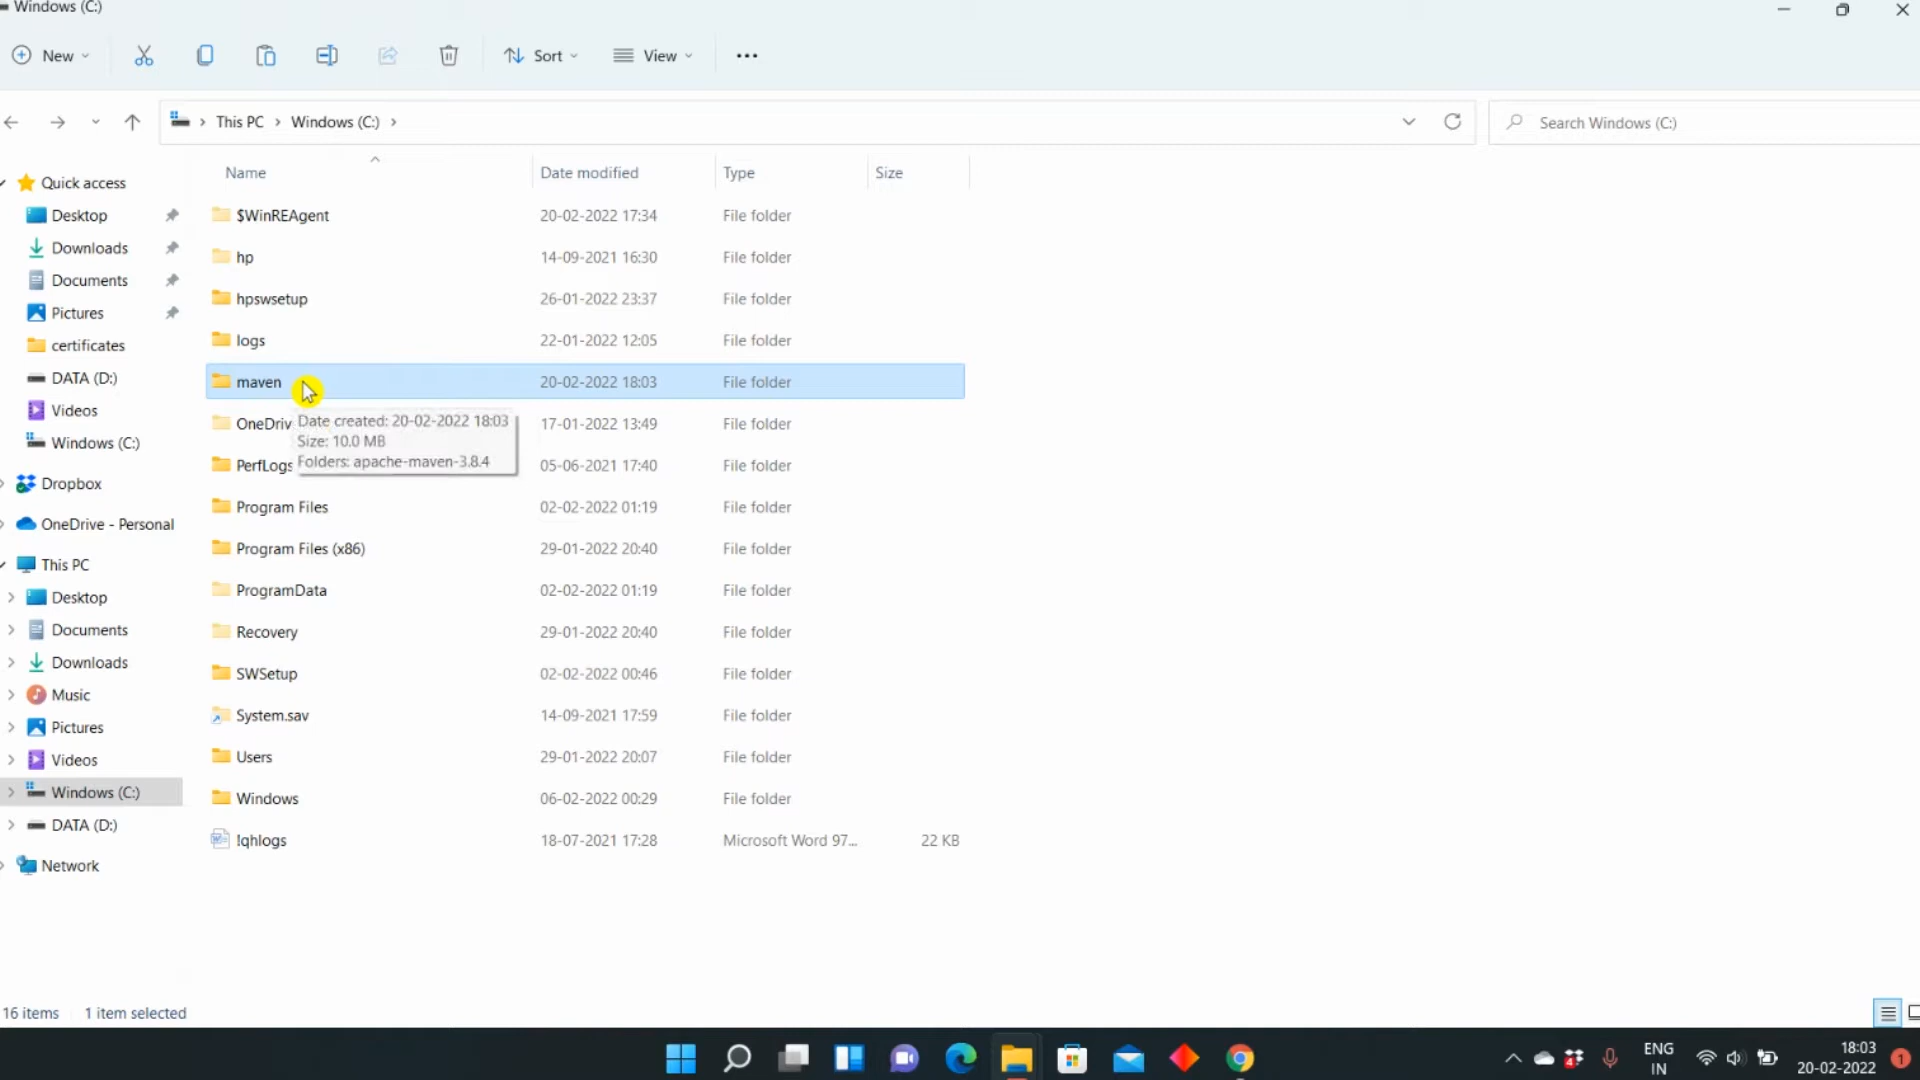 Windows (C:)
New
Sort
View
This PC > Windows (C:) >
Search Windows (C:)
Name Date modified Type Size
Quick access
Desktop
Downloads
Documents
Pictures
certificates
DATA (D:)
Videos
Windows (C:)
Dropbox
OneDrive - Personal
This PC
Desktop
Documents
Downloads
Music
Pictures
Videos
Windows (C:)
DATA (D:)
Network
$WinREAgent 20-02-2022 17:34 File folder
hp 14-09-2021 16:30 File folder
hpswsetup 26-01-2022 23:37 File folder
logs 22-01-2022 12:05 File folder
maven 20-02-2022 18:03 File folder
OneDriv 17-01-2022 13:49 File folder
PerfLogs 05-06-2021 17:40 File folder
Date created: 20-02-2022 18:03
Size: 10.0 MB
Folders: apache-maven-3.8.4
Program Files 02-02-2022 01:19 File folder
Program Files (x86) 29-01-2022 20:40 File folder
ProgramData 02-02-2022 01:19 File folder
Recovery 29-01-2022 20:40 File folder
SWSetup 02-02-2022 00:46 File folder
System.sav 14-09-2021 17:59 File folder
Users 29-01-2022 20:07 File folder
Windows 06-02-2022 00:29 File folder
!qhlogs 18-07-2021 17:28 Microsoft Word 97... 22 KB
16 items 1 item selected
4
ENG
IN
18:03
20-02-2022
1